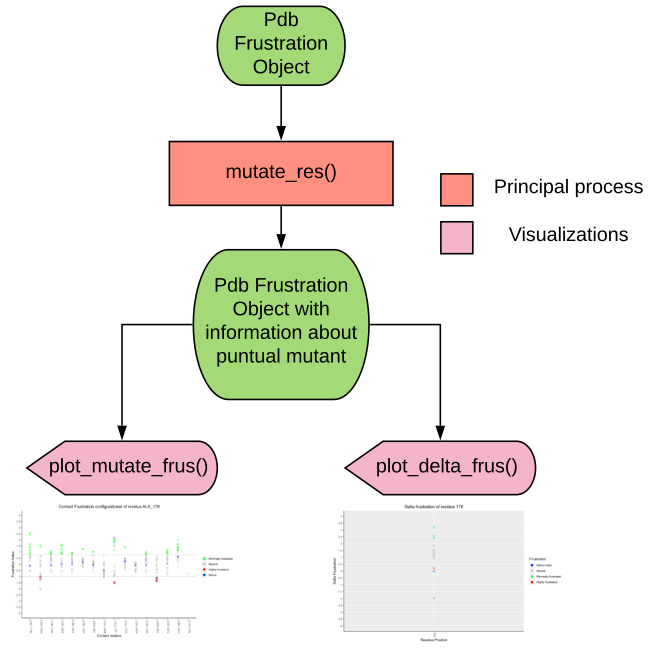 Pdb
Frustration
Object
mutate_res()
Principal process
Visualizations
Pdb Frustration
Object with
information about
puntual mutant
plot_mutate_frus()
plot_delta_frus()
Contact Frustration configurational of residue ALA_178
Frustration Index
Minimally frustrated
Neutral
Highly frustrated
Native
Contact residue
Delta frustration of residue 178
Delta Frustration
Frustration
Native state
Neutral
Minimally frustrated
Highly frustrated
Residue Position